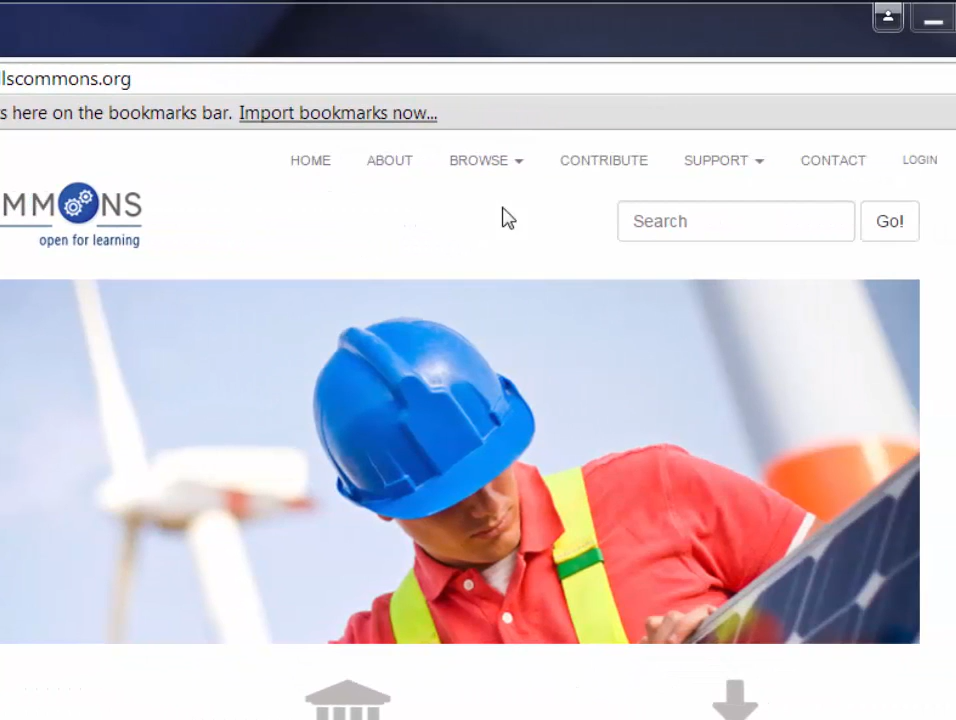 llscommons.org
s here on the bookmarks bar. Import bookmarks now...
HOME ABOUT BROWSE CONTRIBUTE SUPPORT CONTACT LOGIN
MMONS
open for learning
Search Go!